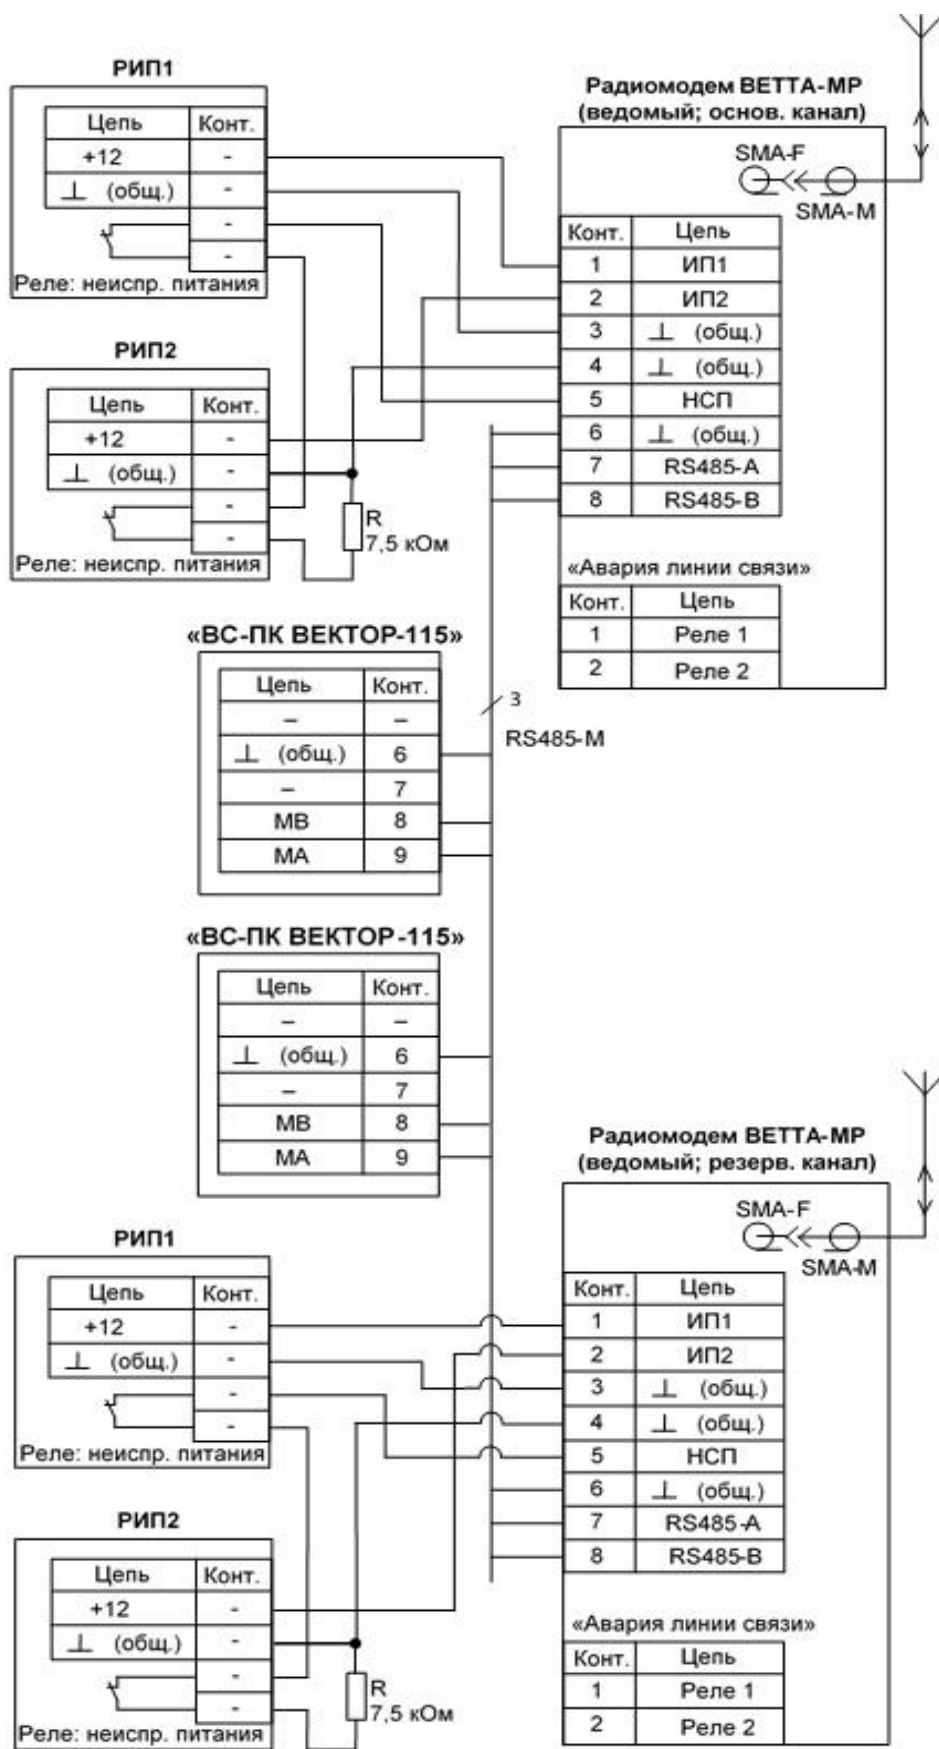 РИП1
Цепь Конт.
+12 -
⊥ (общ.) -
-
-
Реле: неиспр. питания
Радиомодем ВЕТТА-МР
(ведомый; основ. канал)
SMA-F
SMA-M
Конт. Цепь
1 ИП1
2 ИП2
3 ⊥ (общ.)
4 ⊥ (общ.)
5 НСП
6 ⊥ (общ.)
7 RS485-A
8 RS485-B
«Авария линии связи»
Конт. Цепь
1 Реле 1
2 Реле 2
РИП2
Цепь Конт.
+12 -
⊥ (общ.) -
-
-
Реле: неиспр. питания
R
7,5 кОм
«ВС-ПК ВЕКТОР-115»
Цепь Конт.
– –
⊥ (общ.) 6
– 7
МВ 8
МА 9
3
RS485-M
«ВС-ПК ВЕКТОР-115»
Цепь Конт.
– –
⊥ (общ.) 6
– 7
МВ 8
МА 9
Радиомодем ВЕТТА-МР
(ведомый; резерв. канал)
SMA-F
SMA-M
Конт. Цепь
1 ИП1
2 ИП2
3 ⊥ (общ.)
4 ⊥ (общ.)
5 НСП
6 ⊥ (общ.)
7 RS485-A
8 RS485-B
«Авария линии связи»
Конт. Цепь
1 Реле 1
2 Реле 2
РИП1
Цепь Конт.
+12 -
⊥ (общ.) -
-
-
Реле: неиспр. питания
РИП2
Цепь Конт.
+12 -
⊥ (общ.) -
-
-
Реле: неиспр. питания
R
7,5 кОм